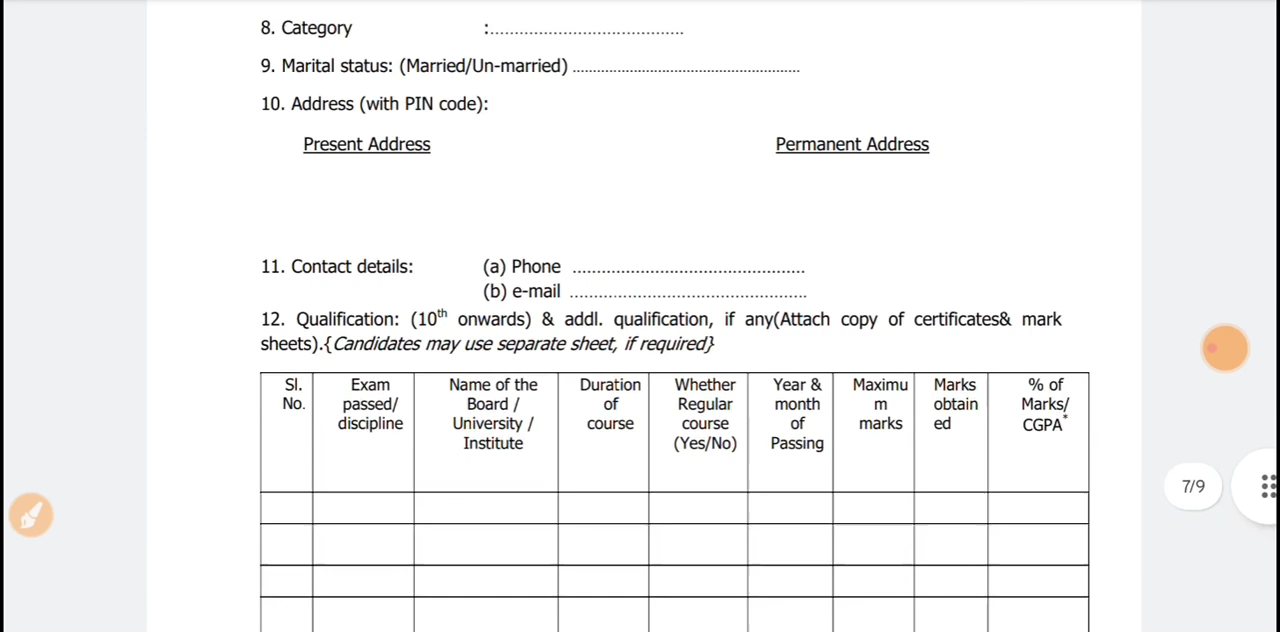 8. Category :.......................................
9. Marital status: (Married/Un-married) ........................................................
10. Address (with PIN code):
Present Address Permanent Address
11. Contact details: (a) Phone ................................................
(b) e-mail .................................................
12. Qualification: (10th onwards) & addl. qualification, if any(Attach copy of certificates& mark
sheets).{Candidates may use separate sheet, if required}
Sl. No.
Exam passed/ discipline
Name of the Board / University / Institute
Duration of course
Whether Regular course (Yes/No)
Year & month of Passing
Maximu m marks
Marks obtain ed
% of Marks/ CGPA*
7/9